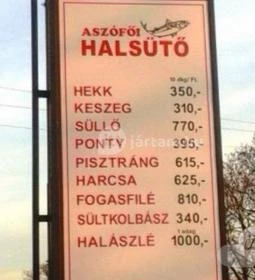 ASZÓFŐI
HALSÜTŐ
10 dkg/ Ft.
HEKK 350,-
KESZEG 310,-
SÜLLŐ 770,-
PONTY 395,-
PISZTRÁNG 615,-
HARCSA 625,-
FOGASFILÉ 810,-
SÜLTKOLBÁSZ 340,-
1 adag
HALÁSZLÉ 1000,-